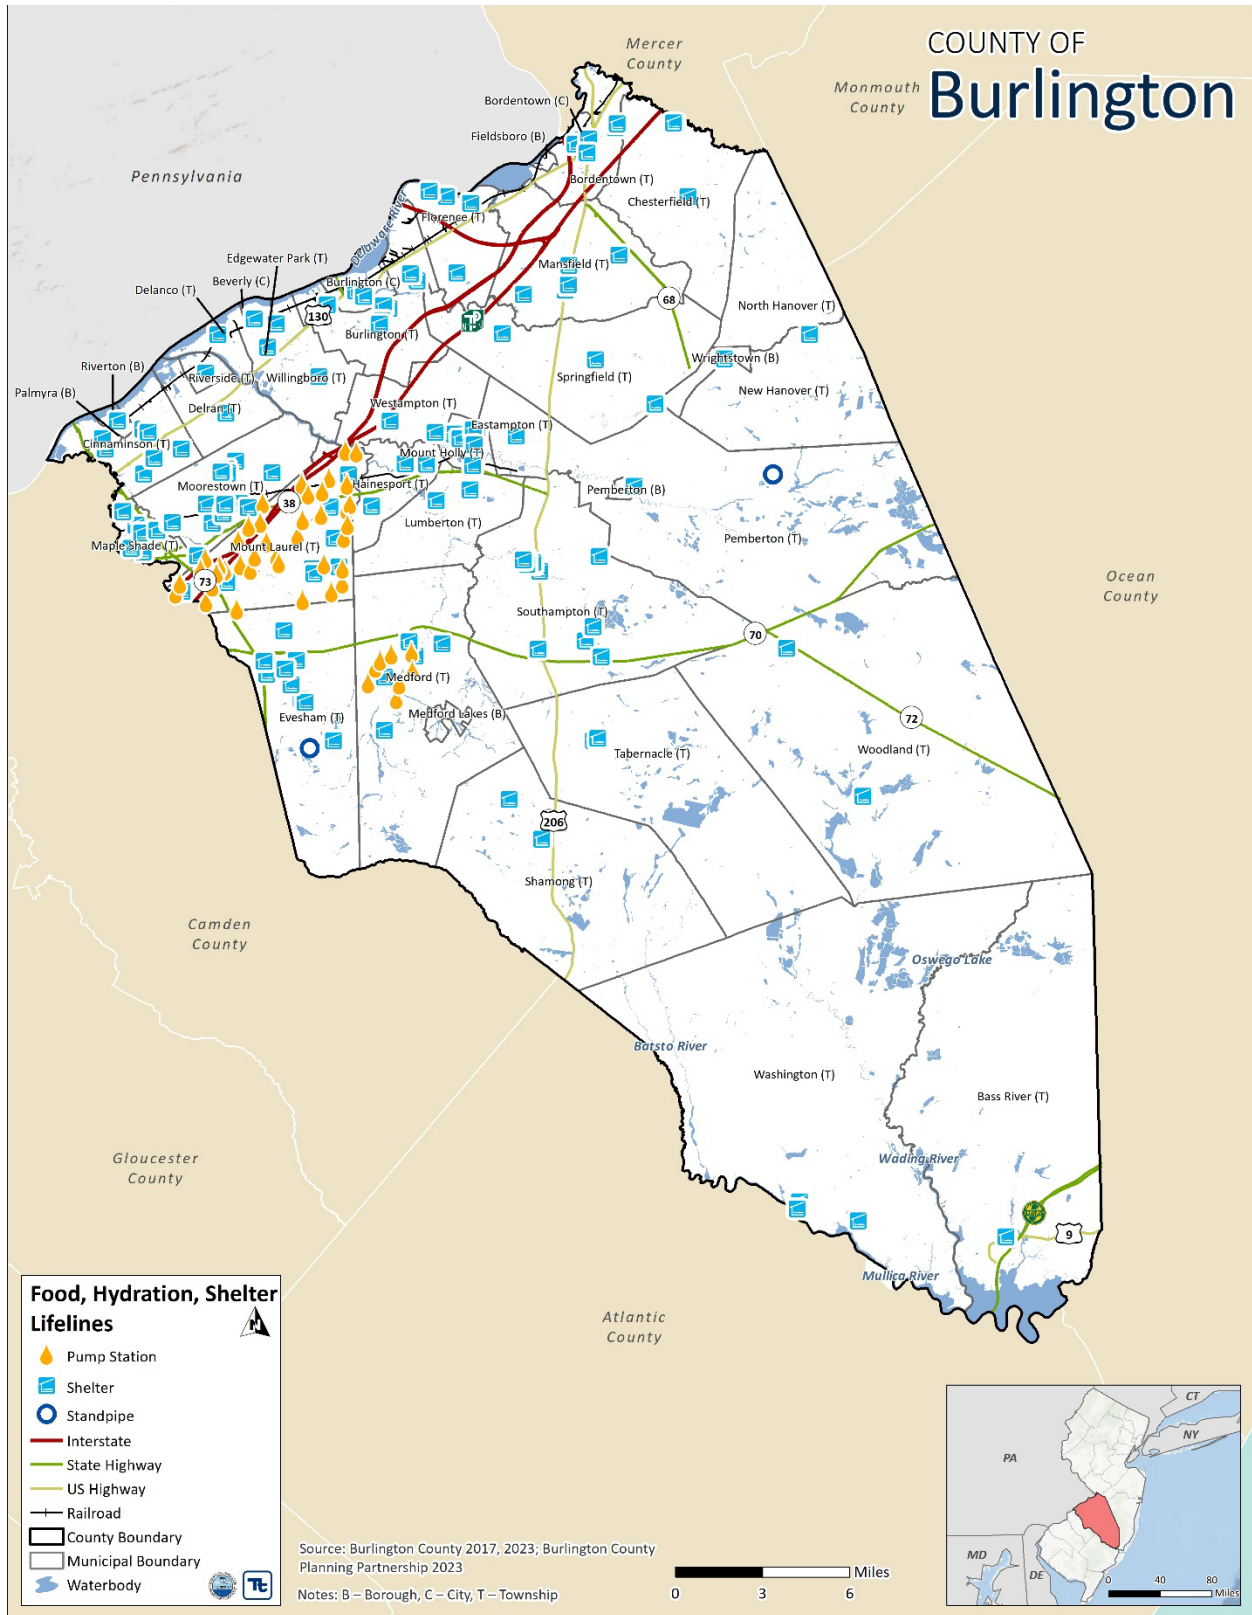 COUNTY OF
Burlington
Mercer
County
Monmouth
County
Pennsylvania
Bordentown (C)
Fieldsboro (B)
Bordentown (T)
Chesterfield (T)
Florence (T)
Delaware River
Edgewater Park (T)
Beverly (C)
Delanco (T)
Burlington (C)
Mansfield (T)
68
130
North Hanover (T)
Burlington (T)
Riverton (B)
Riverside (T)
Willingboro (T)
Springfield (T)
Wrightstown (B)
New Hanover (T)
Palmyra (B)
Delran (T)
Westampton (T)
Eastampton (T)
Cinnaminson (T)
Mount Holly (T)
Moorestown (T)
Hainesport (T)
Pemberton (B)
38
Lumberton (T)
Pemberton (T)
Maple Shade (T)
Mount Laurel (T)
73
Ocean
County
Southampton (T)
70
Medford (T)
Medford Lakes (B)
Evesham (T)
72
Tabernacle (T)
Woodland (T)
206
Shamong (T)
Camden
County
Oswego Lake
Batsto River
Washington (T)
Bass River (T)
Gloucester
County
Wading River
9
Mullica River
Atlantic
County
Food, Hydration, Shelter
Lifelines
N
Pump Station
Shelter
Standpipe
Interstate
State Highway
US Highway
Railroad
County Boundary
Municipal Boundary
Waterbody
Tt
Source: Burlington County 2017, 2023; Burlington County
Planning Partnership 2023
Notes: B – Borough, C – City, T – Township
Miles
0 3 6
CT
NY
PA
MD
DE
0 40 80
Miles